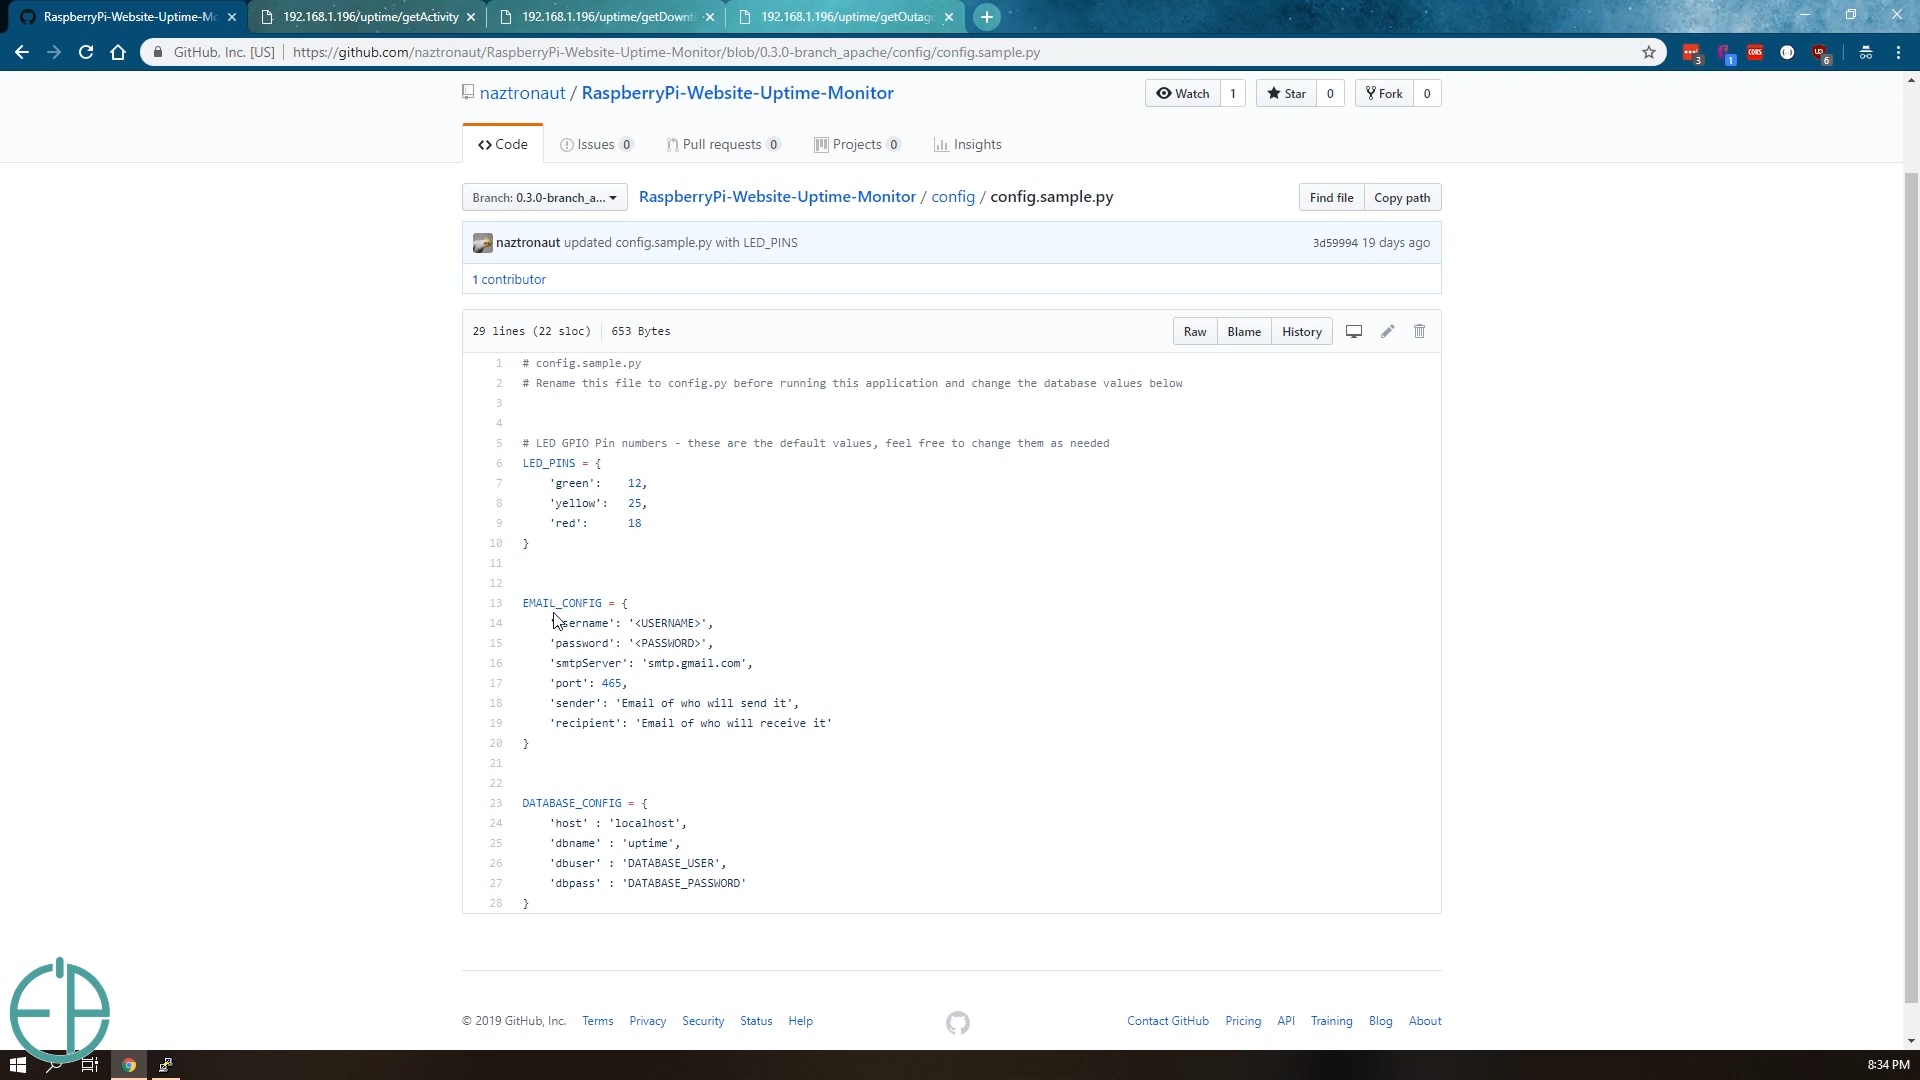 RaspberryPi-Website-Uptime-Mo
192.168.1.196/uptime/getActivity
192.168.1.196/uptime/getDownt
192.168.1.196/uptime/getOutage
GitHub, Inc. [US] | https://github.com/naztronaut/RaspberryPi-Website-Uptime-Monitor/blob/0.3.0-branch_apache/config/config.sample.py
3 1 CORS 6
naztronaut / RaspberryPi-Website-Uptime-Monitor
Watch 1 Star 0 Fork 0
Code Issues 0 Pull requests 0 Projects 0 Insights
Branch: 0.3.0-branch_a... RaspberryPi-Website-Uptime-Monitor / config / config.sample.py Find file Copy path
naztronaut updated config.sample.py with LED_PINS 3d59994 19 days ago
1 contributor
29 lines (22 sloc) 653 Bytes Raw Blame History
1 # config.sample.py
2 # Rename this file to config.py before running this application and change the database values below
3
4
5 # LED GPIO Pin numbers - these are the default values, feel free to change them as needed
6 LED_PINS = {
7 'green': 12,
8 'yellow': 25,
9 'red': 18
10 }
11
12
13 EMAIL_CONFIG = {
14 'username': '<USERNAME>',
15 'password': '<PASSWORD>',
16 'smtpServer': 'smtp.gmail.com',
17 'port': 465,
18 'sender': 'Email of who will send it',
19 'recipient': 'Email of who will receive it'
20 }
21
22
23 DATABASE_CONFIG = {
24 'host' : 'localhost',
25 'dbname' : 'uptime',
26 'dbuser' : 'DATABASE_USER',
27 'dbpass' : 'DATABASE_PASSWORD'
28 }
© 2019 GitHub, Inc. Terms Privacy Security Status Help Contact GitHub Pricing API Training Blog About
8:34 PM